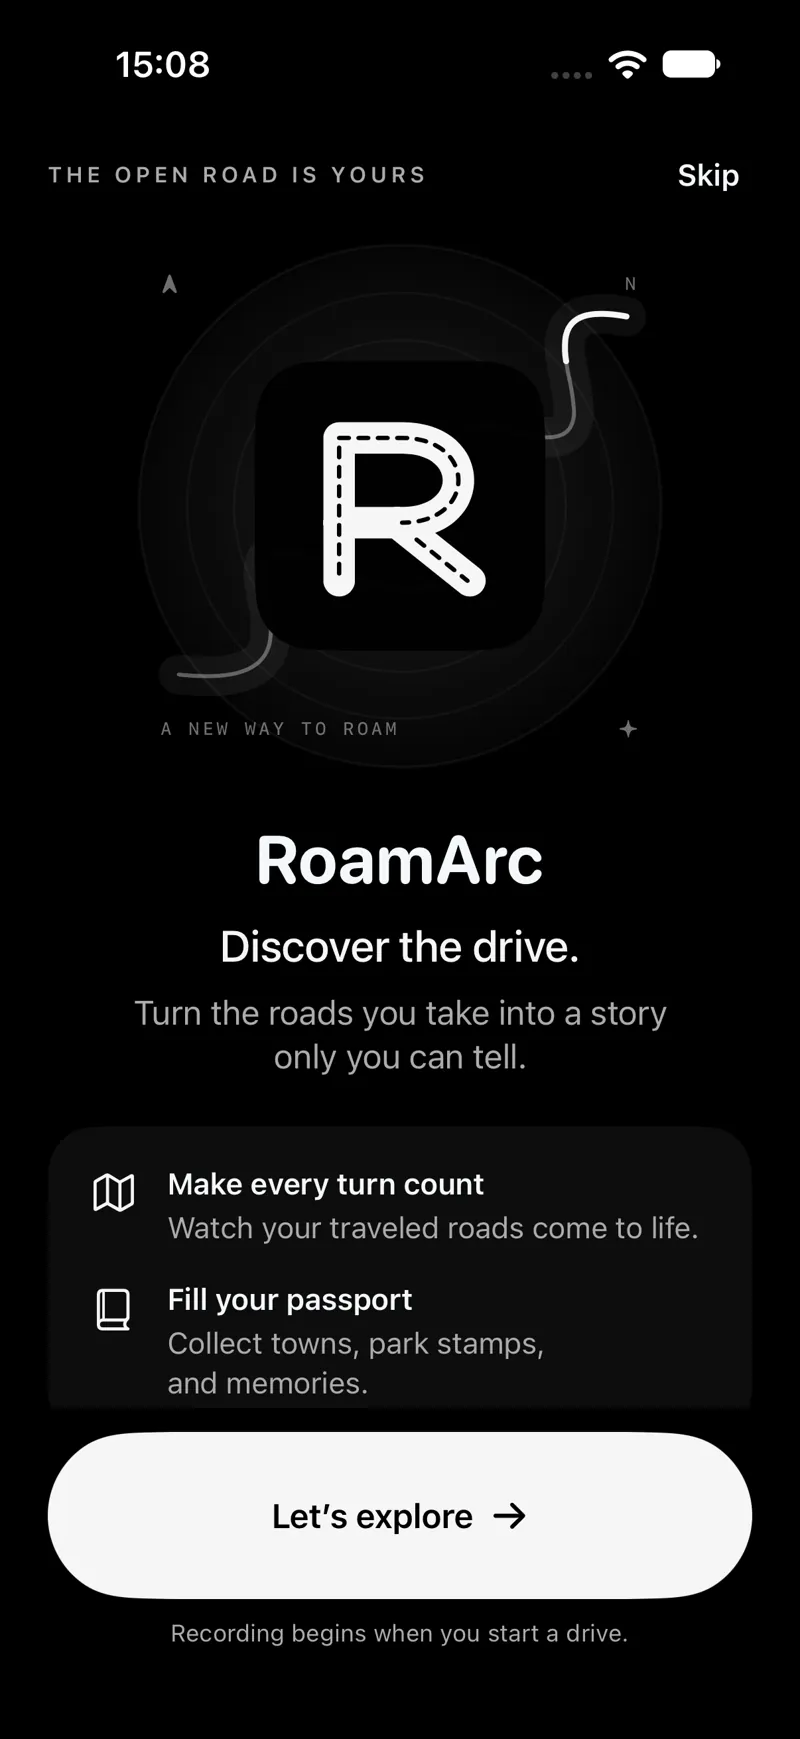 15:08
THE OPEN ROAD IS YOURS
Skip
N
R
A NEW WAY TO ROAM
RoamArc
Discover the drive.
Turn the roads you take into a story
only you can tell.
Make every turn count
Watch your traveled roads come to life.
Fill your passport
Collect towns, park stamps,
and memories.
Let’s explore →
Recording begins when you start a drive.